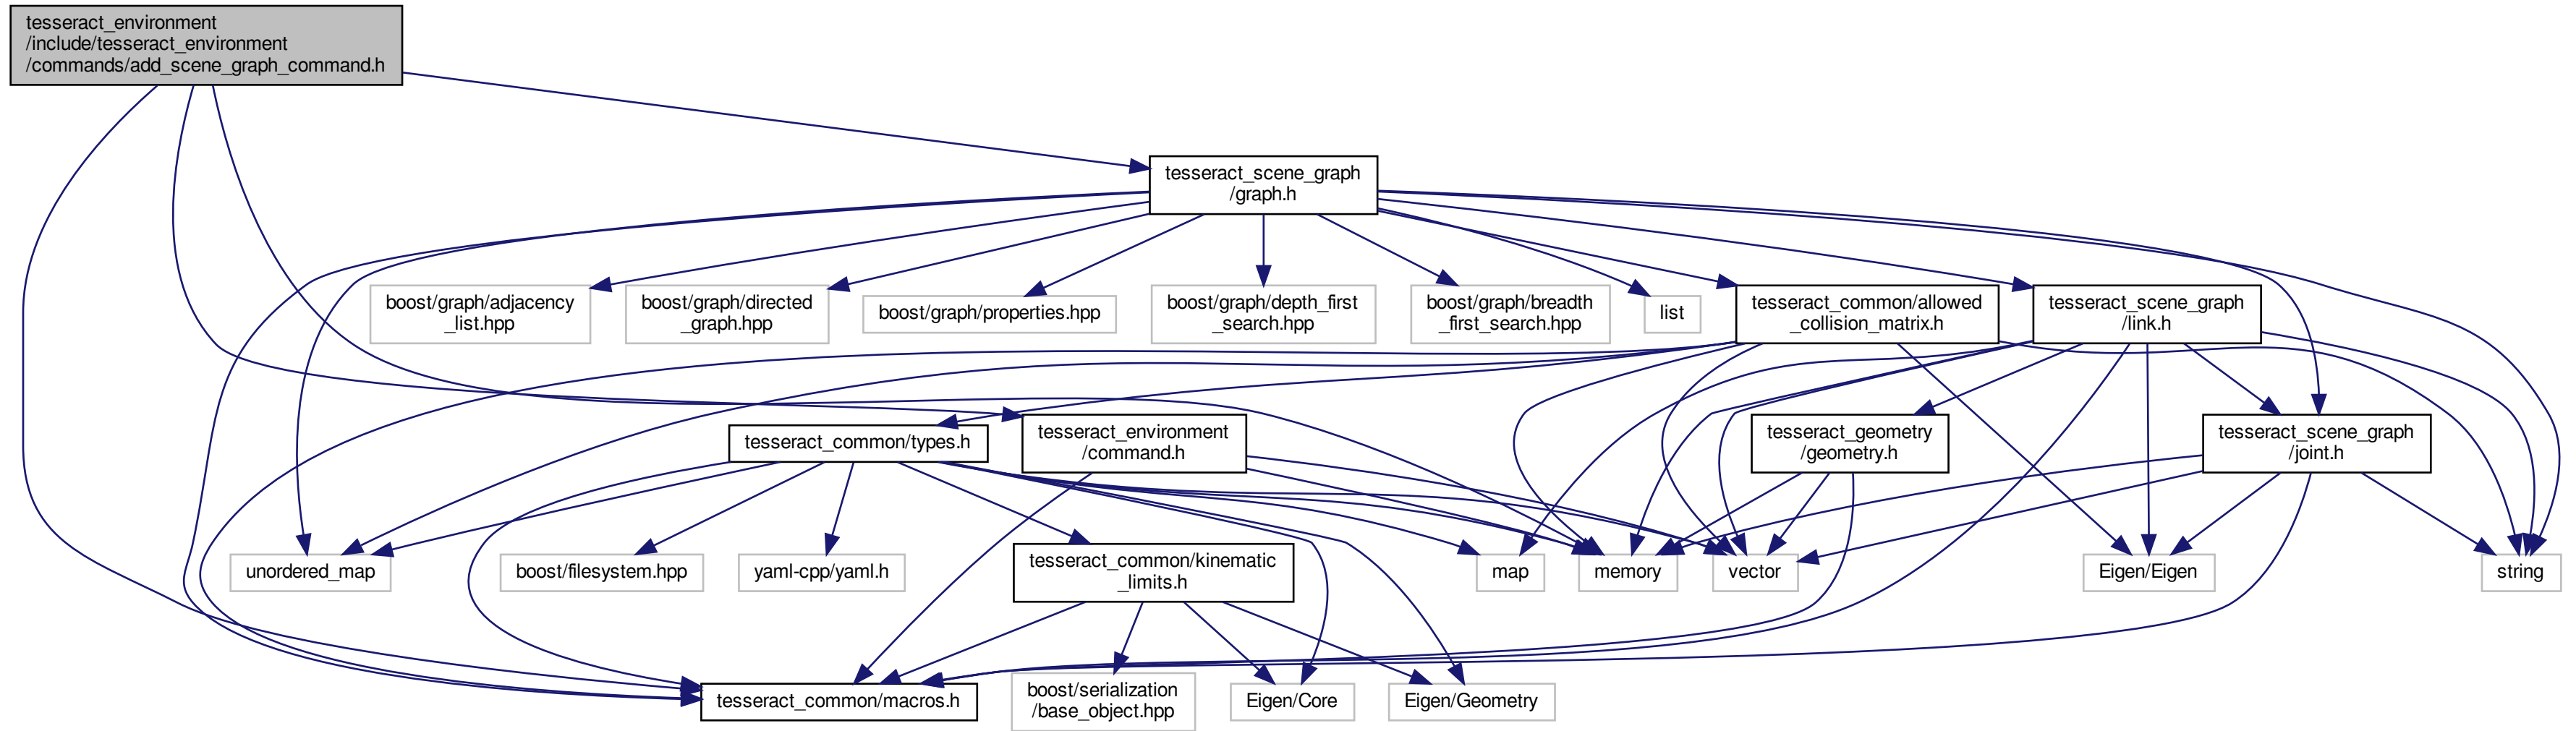 tesseract_environment
/include/tesseract_environment
/commands/add_scene_graph_command.h
tesseract_scene_graph
/graph.h
boost/graph/adjacency
_list.hpp
boost/graph/directed
_graph.hpp
boost/graph/properties.hpp
boost/graph/depth_first
_search.hpp
boost/graph/breadth
_first_search.hpp
list
tesseract_common/allowed
_collision_matrix.h
tesseract_scene_graph
/link.h
tesseract_common/types.h
tesseract_environment
/command.h
tesseract_geometry
/geometry.h
tesseract_scene_graph
/joint.h
unordered_map
boost/filesystem.hpp
yaml-cpp/yaml.h
tesseract_common/kinematic
_limits.h
map
memory
vector
Eigen/Eigen
string
tesseract_common/macros.h
boost/serialization
/base_object.hpp
Eigen/Core
Eigen/Geometry